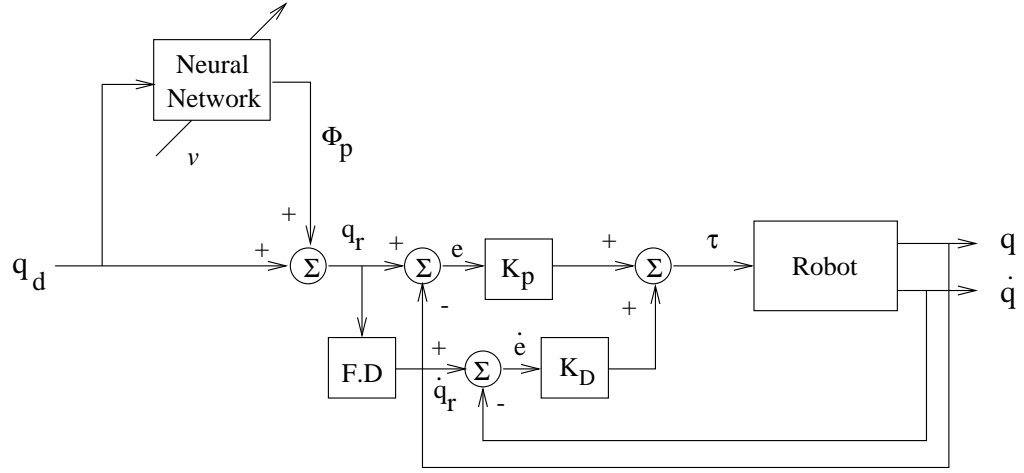 Neural
Network
v
Φp
+
+
Σ
qd
qr
+
Σ
-
e
Kp
+
Σ
+
τ
Robot
q
q̇
F.D
+
q̇r
Σ
-
ė
KD